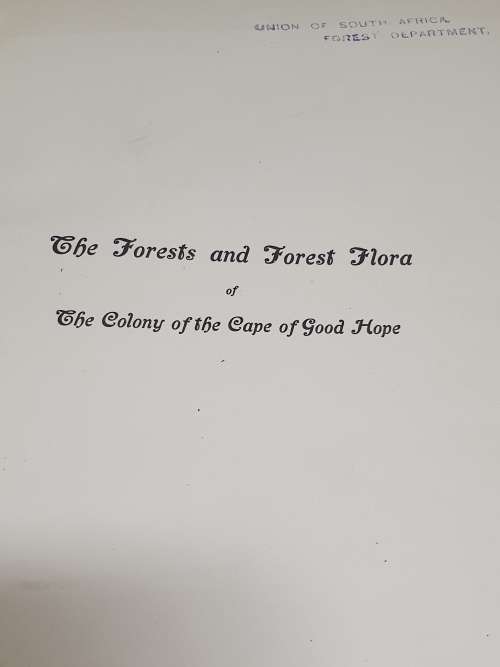 UNION OF SOUTH AFRICA
FOREST DEPARTMENT.
The Forests and Forest Flora
of
The Colony of the Cape of Good Hope